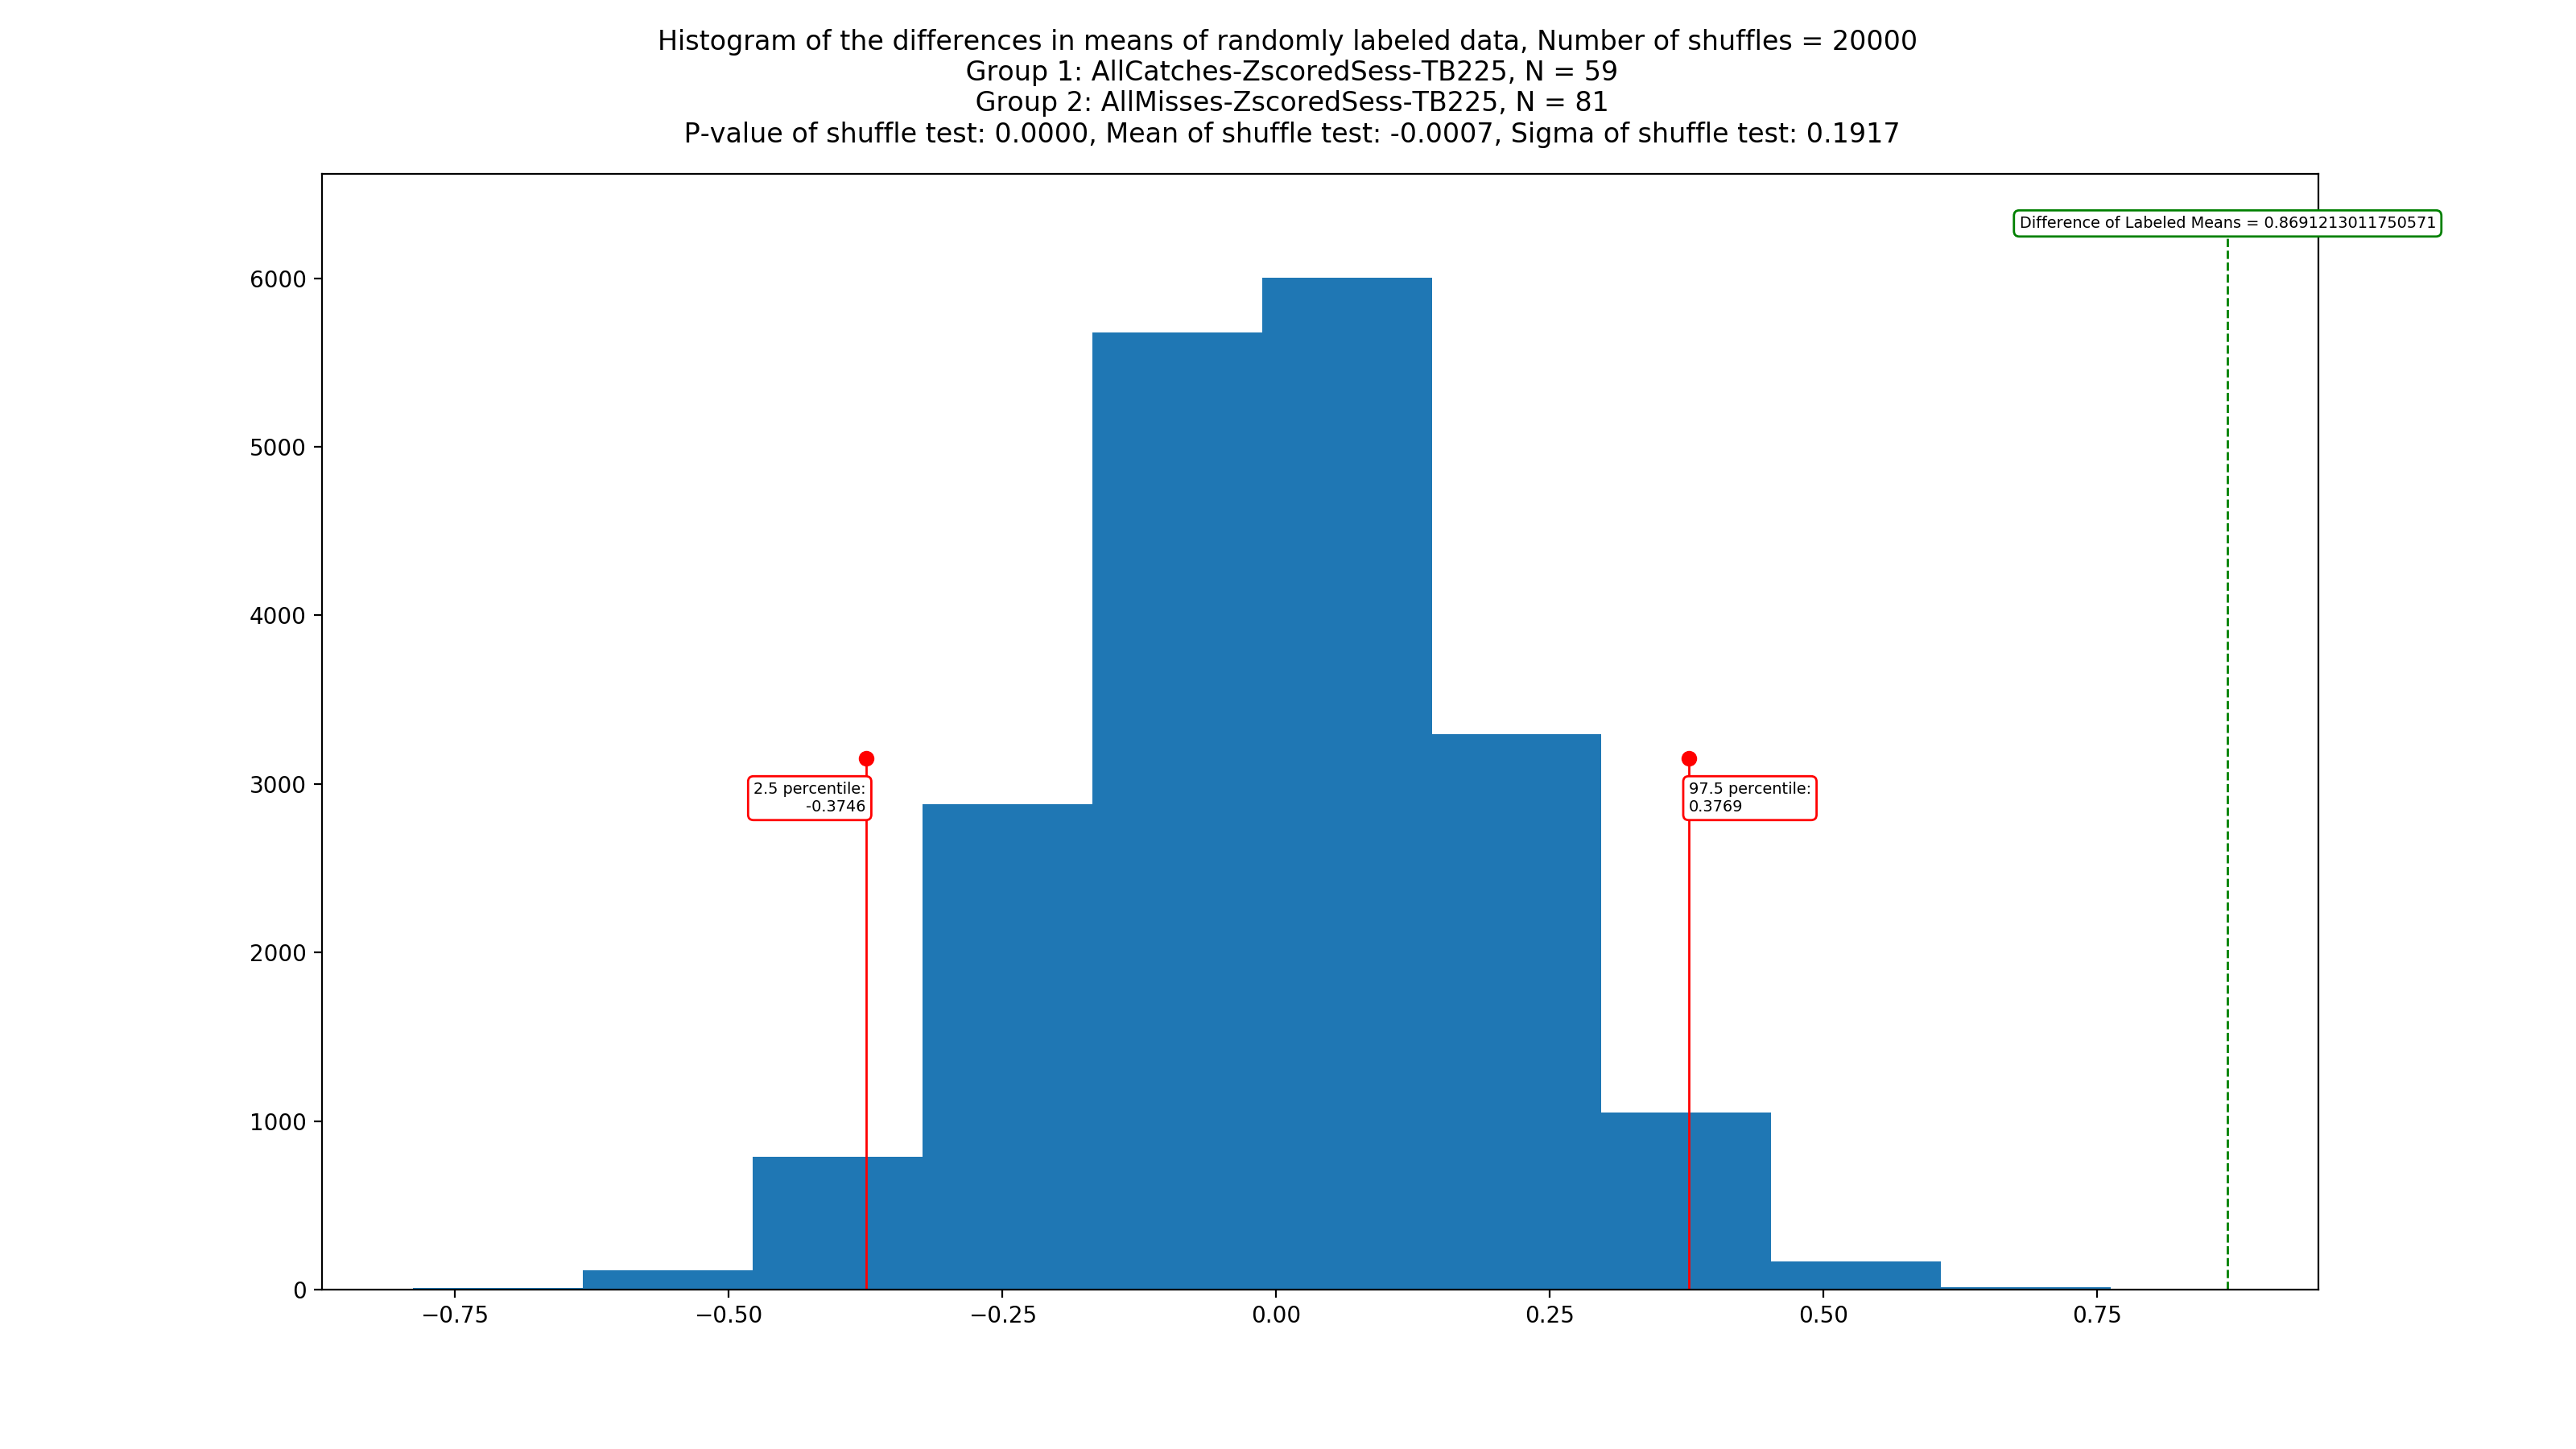 Histogram of the differences in means of randomly labeled data, Number of shuffles = 20000
Group 1: AllCatches-ZscoredSess-TB225, N = 59
Group 2: AllMisses-ZscoredSess-TB225, N = 81
P-value of shuffle test: 0.0000, Mean of shuffle test: -0.0007, Sigma of shuffle test: 0.1917
Difference of Labeled Means = 0.8691213011750571
6000
5000
4000
3000
2000
1000
0
2.5 percentile:
-0.3746
97.5 percentile:
0.3769
−0.75
−0.50
−0.25
0.00
0.25
0.50
0.75